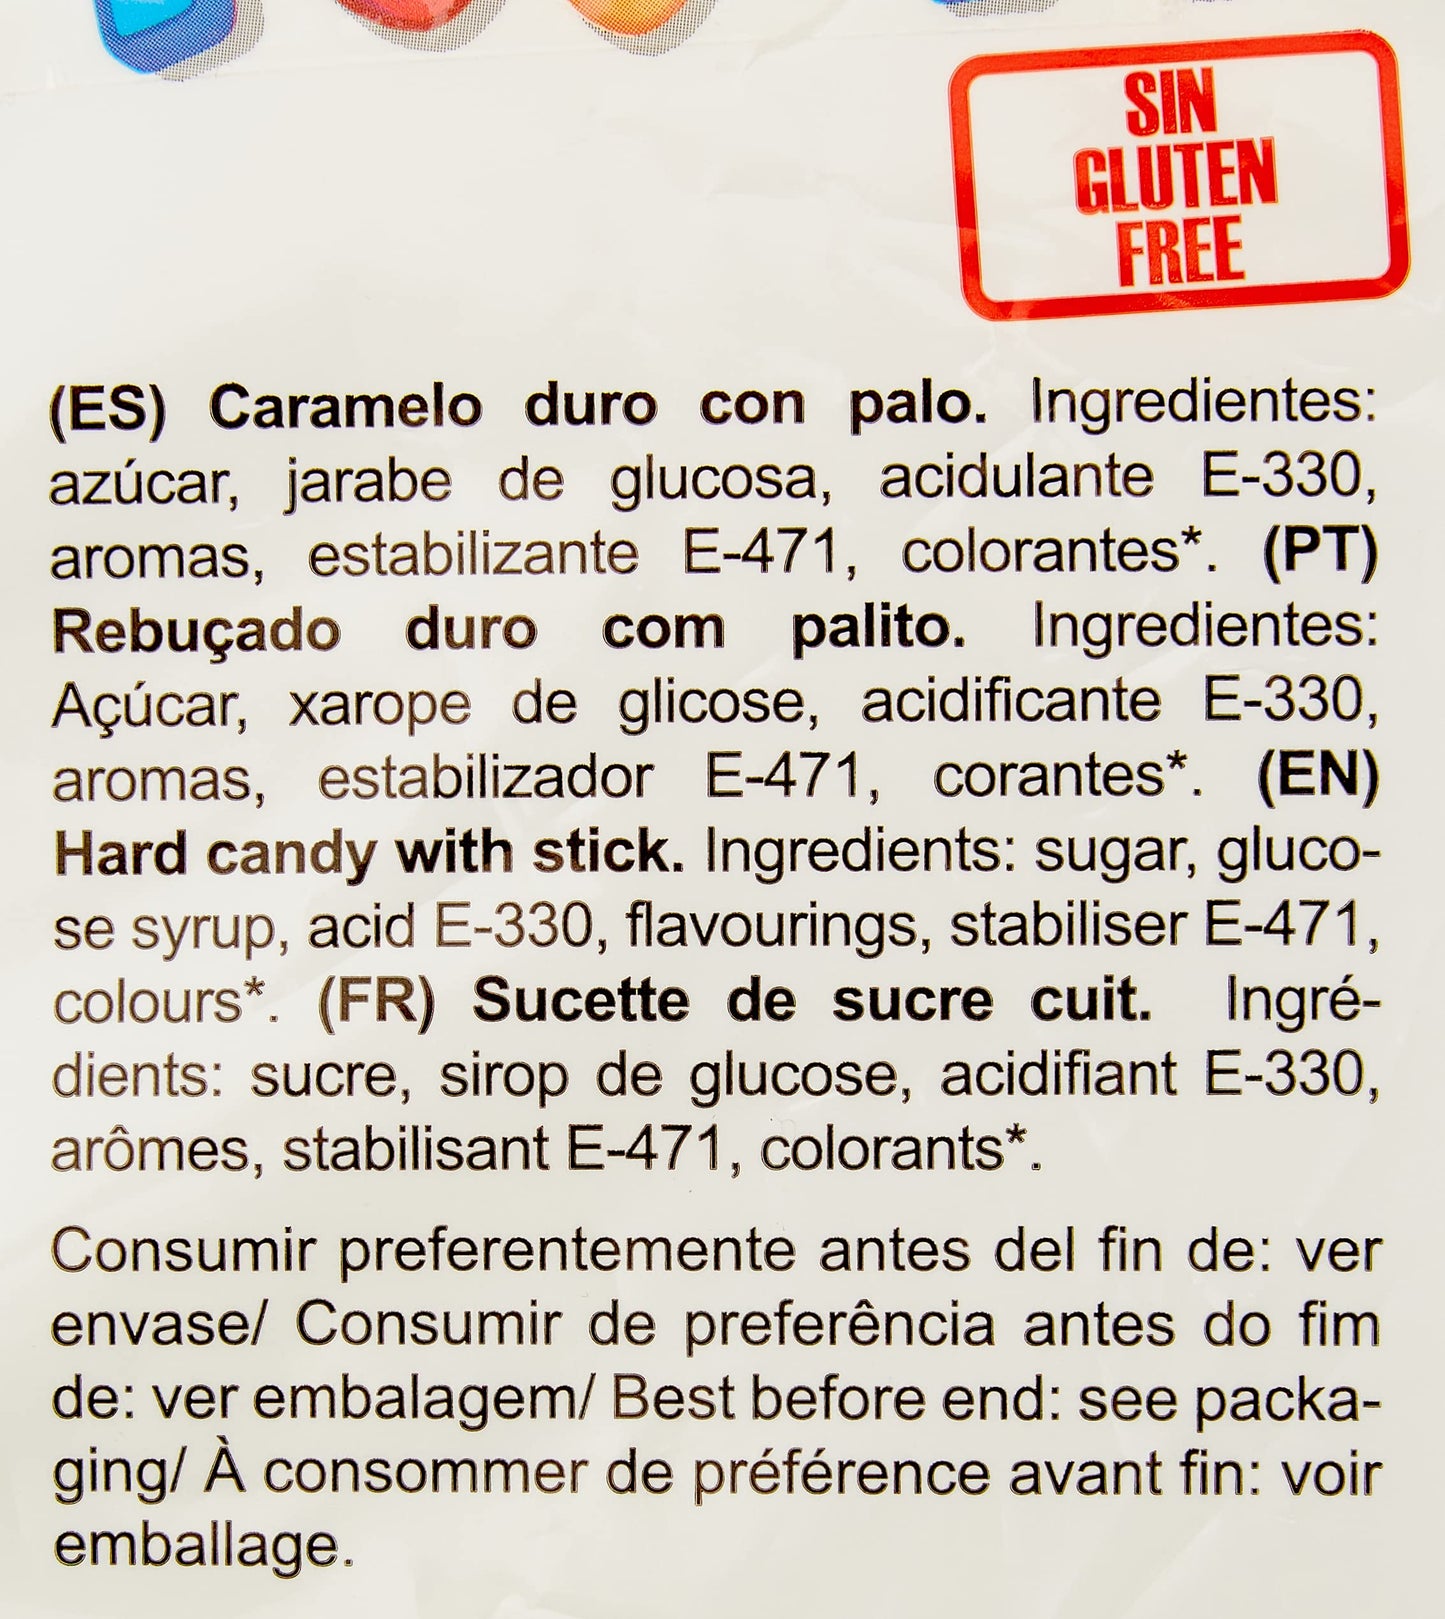 SIN
GLUTEN
FREE
(ES) Caramelo duro con palo. Ingredientes:
azúcar, jarabe de glucosa, acidulante E-330,
aromas, estabilizante E-471, colorantes*. (PT)
Rebuçado duro com palito. Ingredientes:
Açúcar, xarope de glicose, acidificante E-330,
aromas, estabilizador E-471, corantes*. (EN)
Hard candy with stick. Ingredients: sugar, gluco-
se syrup, acid E-330, flavourings, stabiliser E-471,
colours*. (FR) Sucette de sucre cuit. Ingré-
dients: sucre, sirop de glucose, acidifiant E-330,
arômes, stabilisant E-471, colorants*.
Consumir preferentemente antes del fin de: ver
envase/ Consumir de preferência antes do fim
de: ver embalagem/ Best before end: see packa-
ging/ À consommer de préférence avant fin: voir
emballage.